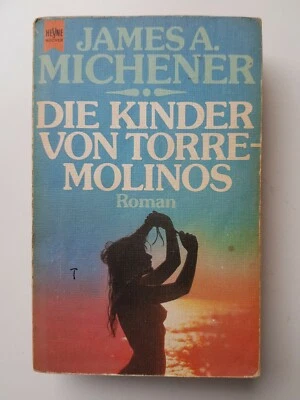 HEYNE
JAMES A.
MICHENER
DIE KINDER
VON TORRE-
MOLINOS
Roman